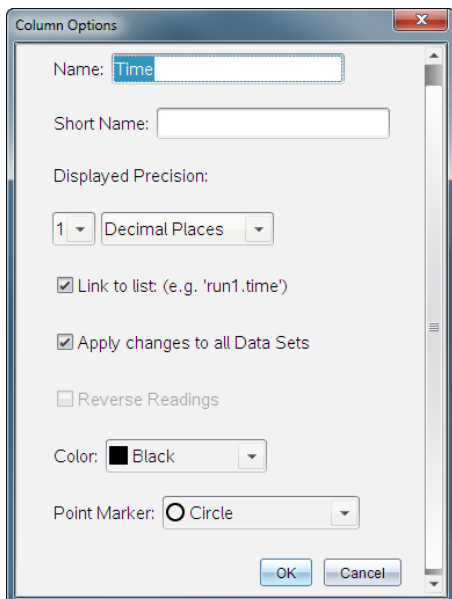 Column Options
Name: Time
Short Name:
Displayed Precision:
1 Decimal Places
Link to list: (e.g. 'run1.time')
Apply changes to all Data Sets
Reverse Readings
Color: Black
Point Marker: Circle
OK Cancel